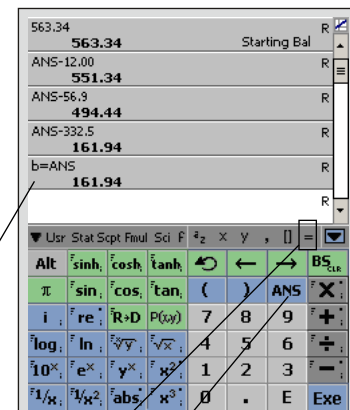 563.34 R
563.34 Starting Bal
ANS-12.00 R
551.34
ANS-56.9 R
494.44
ANS-332.5 R
161.94
b=ANS R
161.94
R
Usr Stat Scpt Fmul Sci f az x y , [] =
Alt sinh cosh tanh BS CLR
π sin cos tan ( ) ANS X
i re R→D P(x,y) 7 8 9 +
log ln 4 5 6 ÷
10ˣ eˣ yˣ x² 1 2 3 −
1/x 1/x² abs x³ 0 . E Exe